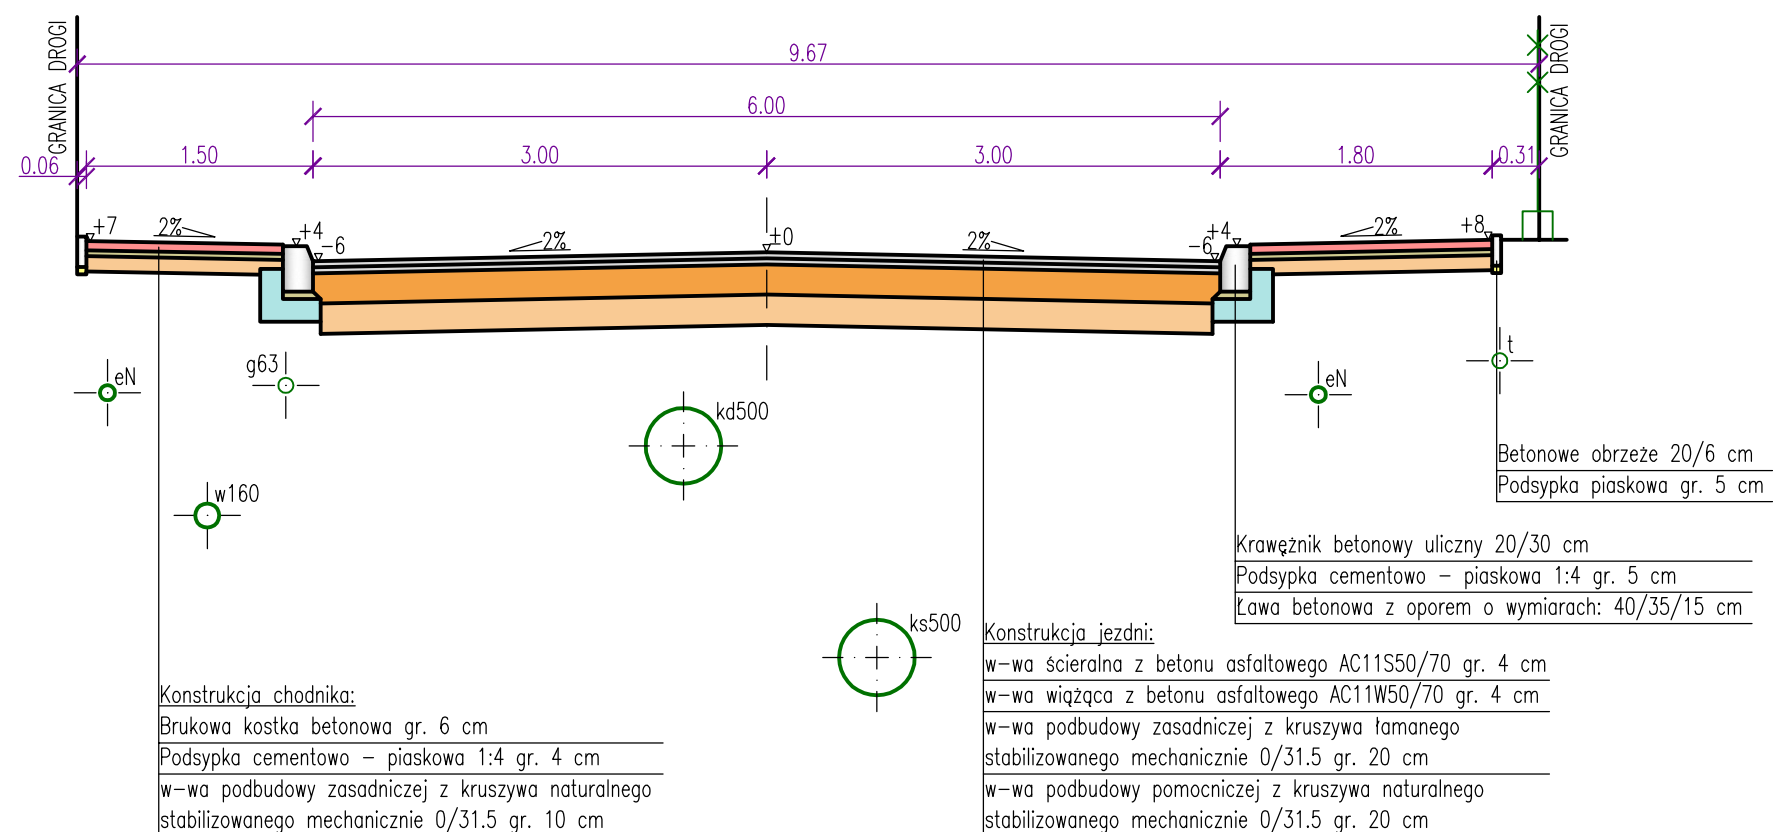 GRANICA DROGI
GRANICA DROGI
9.67
6.00
0.06
1.50
3.00
3.00
1.80
0.31
+7
2%
+4
-6
2%
±0
2%
-6
+4
2%
+8
eN
g63
kd500
eN
t
w160
ks500
Betonowe obrzeże 20/6 cm
Podsypka piaskowa gr. 5 cm
Krawężnik betonowy uliczny 20/30 cm
Podsypka cementowo – piaskowa 1:4 gr. 5 cm
Ława betonowa z oporem o wymiarach: 40/35/15 cm
Konstrukcja jezdni:
w-wa ścieralna z betonu asfaltowego AC11S50/70 gr. 4 cm
w-wa wiążąca z betonu asfaltowego AC11W50/70 gr. 4 cm
w-wa podbudowy zasadniczej z kruszywa łamanego
stabilizowanego mechanicznie 0/31.5 gr. 20 cm
w-wa podbudowy pomocniczej z kruszywa naturalnego
stabilizowanego mechanicznie 0/31.5 gr. 20 cm
Konstrukcja chodnika:
Brukowa kostka betonowa gr. 6 cm
Podsypka cementowo – piaskowa 1:4 gr. 4 cm
w-wa podbudowy zasadniczej z kruszywa naturalnego
stabilizowanego mechanicznie 0/31.5 gr. 10 cm